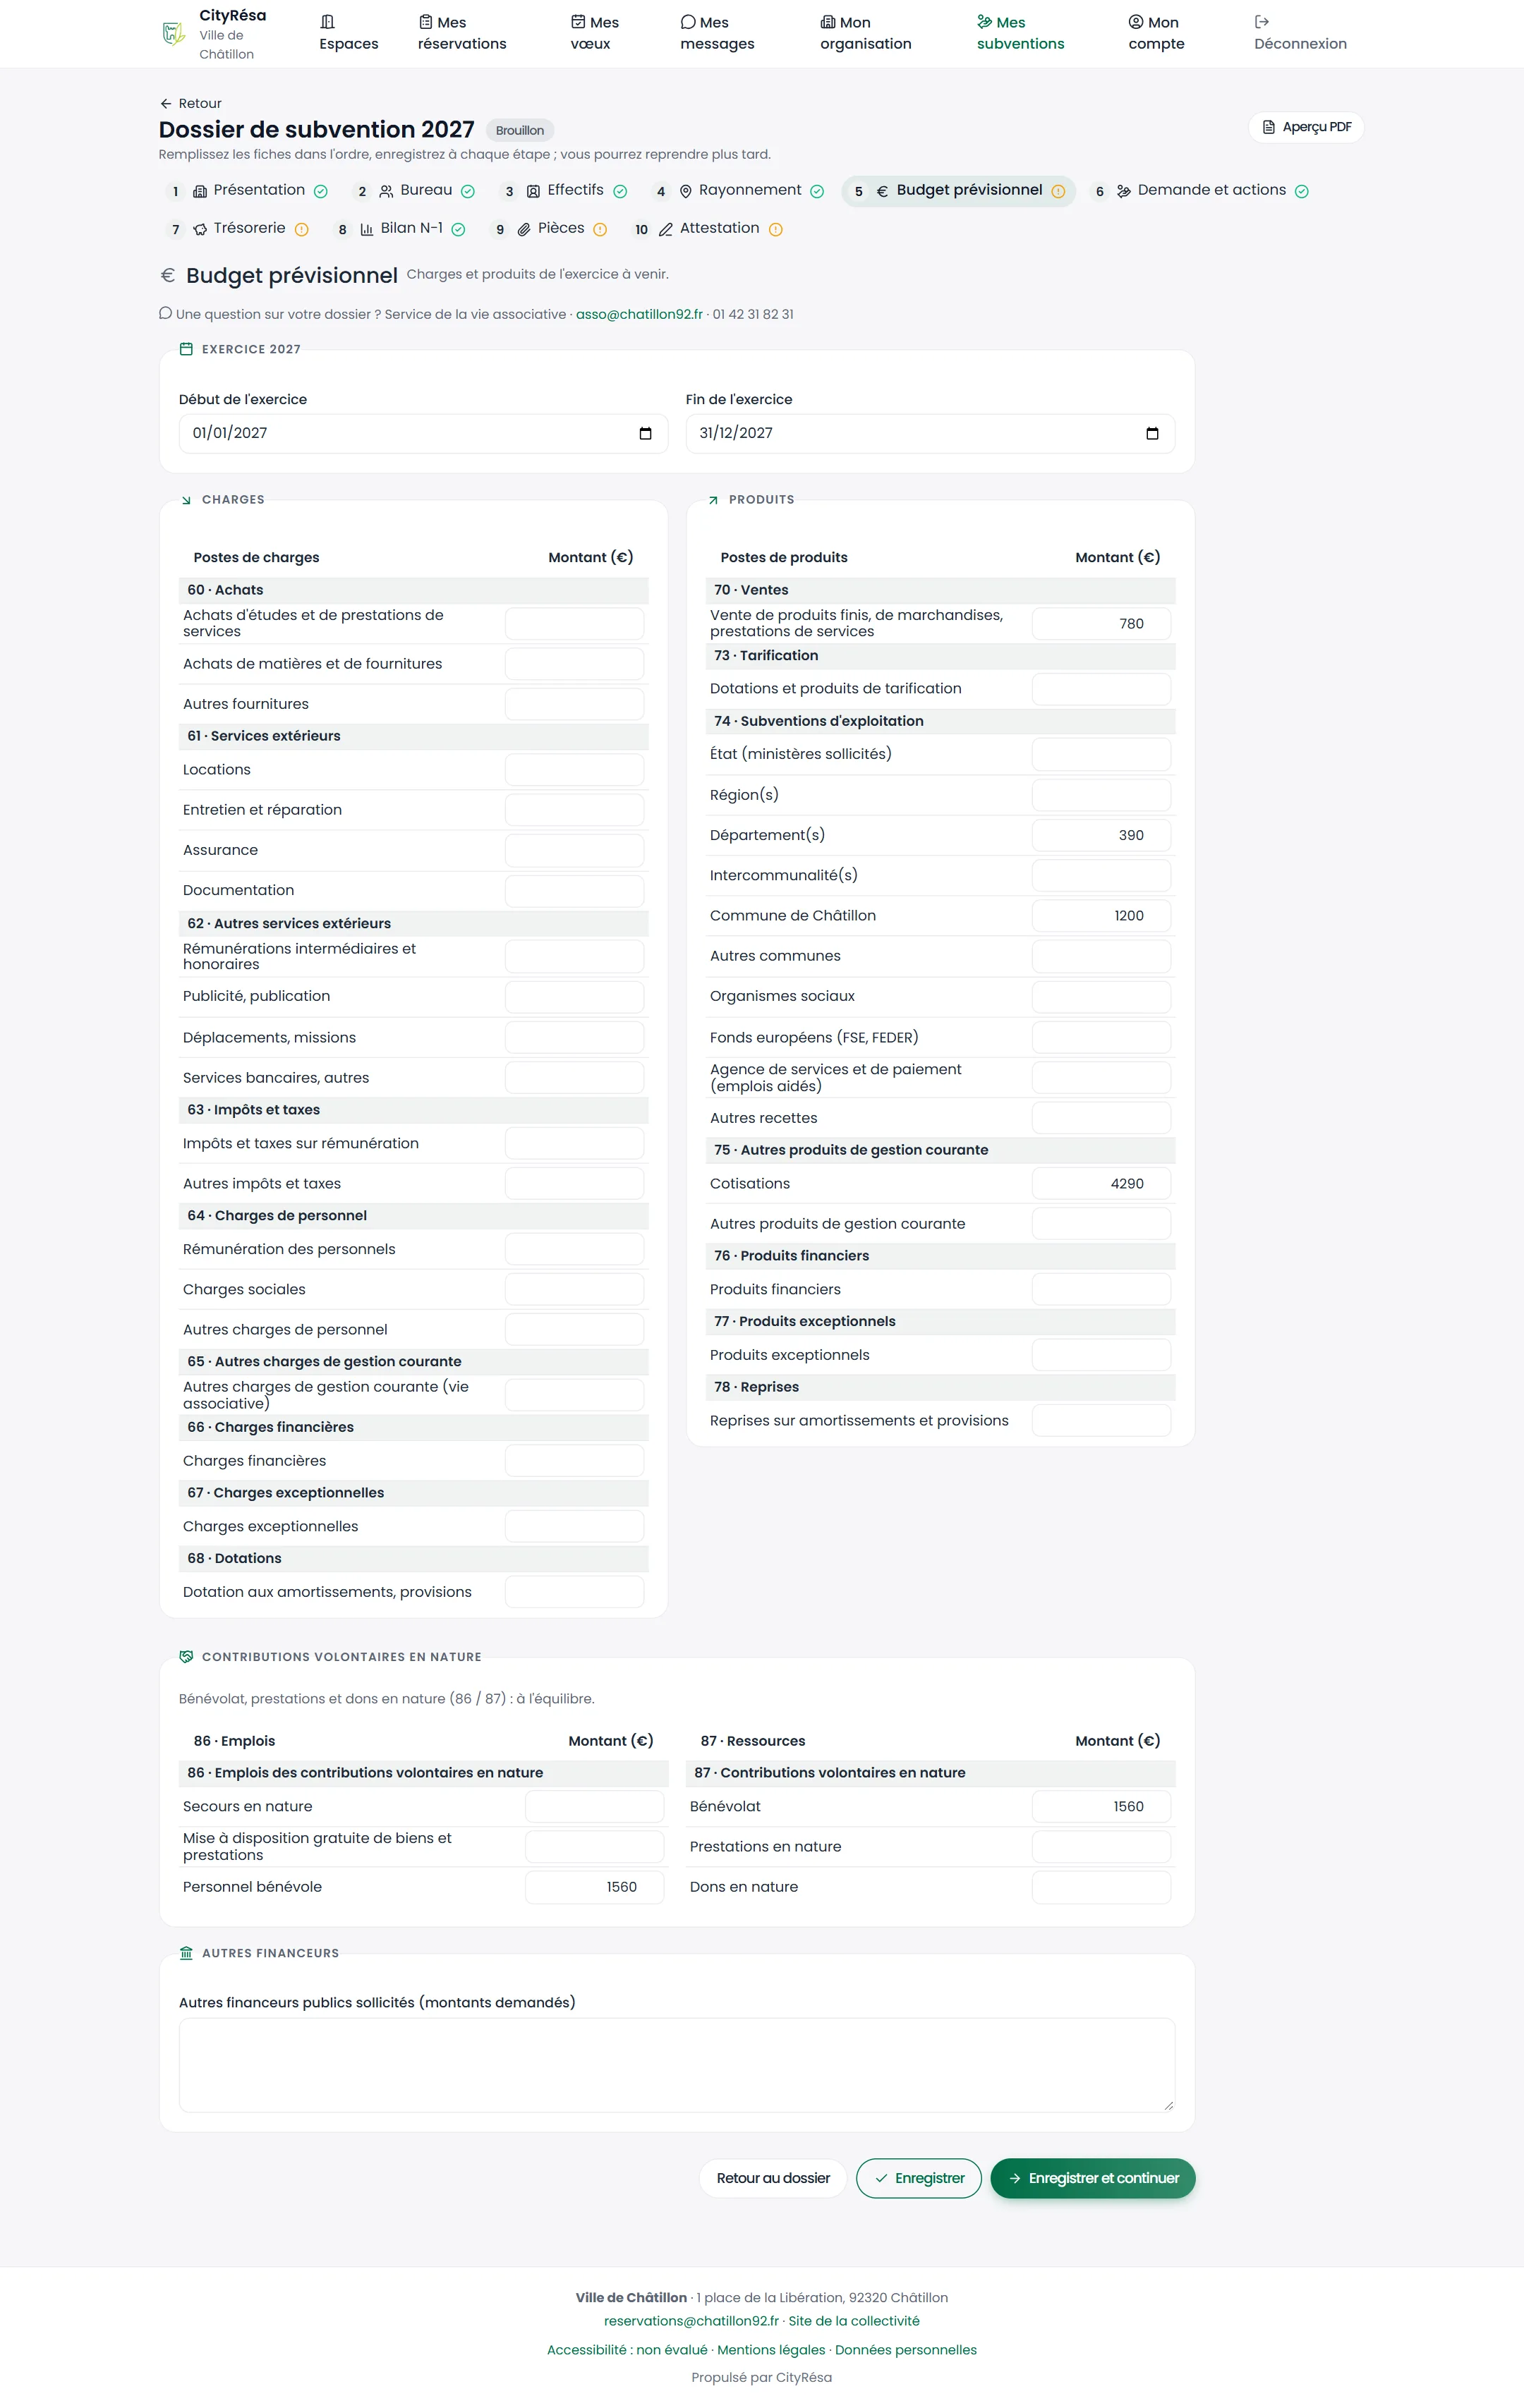 CityRésa
Ville de
Châtillon
Espaces
Mes
réservations
Mes
vœux
Mes
messages
Mon
organisation
Mes
subventions
Mon
compte
Déconnexion
Retour
Dossier de subvention 2027 Brouillon
Aperçu PDF
Remplissez les fiches dans l'ordre, enregistrez à chaque étape ; vous pourrez reprendre plus tard.
1 Présentation 2 Bureau 3 Effectifs 4 Rayonnement 5 € Budget prévisionnel 6 Demande et actions
7 Trésorerie 8 Bilan N-1 9 Pièces 10 Attestation
€ Budget prévisionnel Charges et produits de l'exercice à venir.
Une question sur votre dossier ? Service de la vie associative · asso@chatillon92.fr · 01 42 31 82 31
EXERCICE 2027
Début de l'exercice
01/01/2027
Fin de l'exercice
31/12/2027
CHARGES
Postes de charges Montant (€)
60 · Achats
Achats d'études et de prestations de
services
Achats de matières et de fournitures
Autres fournitures
61 · Services extérieurs
Locations
Entretien et réparation
Assurance
Documentation
62 · Autres services extérieurs
Rémunérations intermédiaires et
honoraires
Publicité, publication
Déplacements, missions
Services bancaires, autres
63 · Impôts et taxes
Impôts et taxes sur rémunération
Autres impôts et taxes
64 · Charges de personnel
Rémunération des personnels
Charges sociales
Autres charges de personnel
65 · Autres charges de gestion courante
Autres charges de gestion courante (vie
associative)
66 · Charges financières
Charges financières
67 · Charges exceptionnelles
Charges exceptionnelles
68 · Dotations
Dotation aux amortissements, provisions
PRODUITS
Postes de produits Montant (€)
70 · Ventes
Vente de produits finis, de marchandises,
prestations de services 780
73 · Tarification
Dotations et produits de tarification
74 · Subventions d'exploitation
État (ministères sollicités)
Région(s)
Département(s) 390
Intercommunalité(s)
Commune de Châtillon 1200
Autres communes
Organismes sociaux
Fonds européens (FSE, FEDER)
Agence de services et de paiement
(emplois aidés)
Autres recettes
75 · Autres produits de gestion courante
Cotisations 4290
Autres produits de gestion courante
76 · Produits financiers
Produits financiers
77 · Produits exceptionnels
Produits exceptionnels
78 · Reprises
Reprises sur amortissements et provisions
CONTRIBUTIONS VOLONTAIRES EN NATURE
Bénévolat, prestations et dons en nature (86 / 87) : à l'équilibre.
86 · Emplois Montant (€)
86 · Emplois des contributions volontaires en nature
Secours en nature
Mise à disposition gratuite de biens et
prestations
Personnel bénévole 1560
87 · Ressources Montant (€)
87 · Contributions volontaires en nature
Bénévolat 1560
Prestations en nature
Dons en nature
AUTRES FINANCEURS
Autres financeurs publics sollicités (montants demandés)
Retour au dossier Enregistrer Enregistrer et continuer
Ville de Châtillon · 1 place de la Libération, 92320 Châtillon
reservations@chatillon92.fr · Site de la collectivité
Accessibilité : non évalué · Mentions légales · Données personnelles
Propulsé par CityRésa